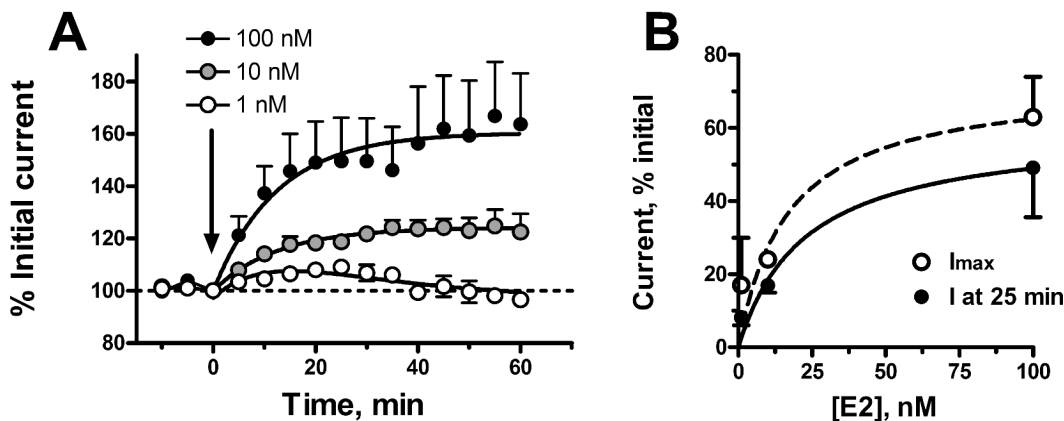 A
100 nM
10 nM
1 nM
% Initial current
180
160
140
120
100
80
0
20
40
60
Time, min
B
Current, % initial
80
60
40
20
0
0
25
50
75
100
[E2], nM
Imax
I at 25 min